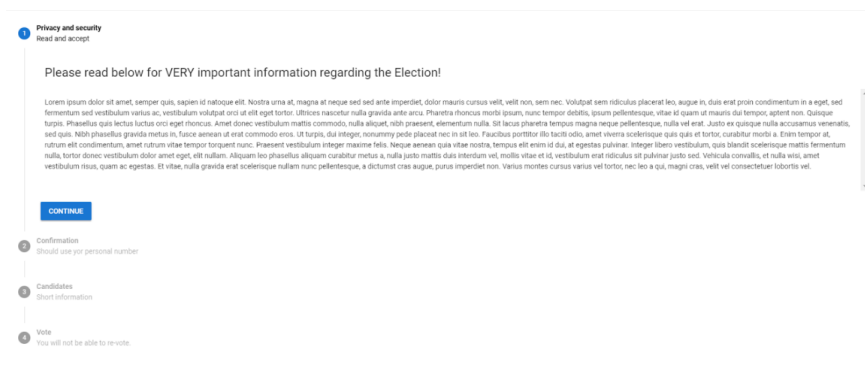 1
Privacy and security
Read and accept
Please read below for VERY important information regarding the Election!
Lorem ipsum dolor sit amet, semper quis, sapien id natoque elit. Nostra urna at, magna at neque sed sed ante imperdiet, dolor mauris cursus velit, velit non, sem nec. Volutpat sem ridiculus placerat leo, augue in, duis erat proin condimentum in a eget, sed
fermentum sed vestibulum varius ac, vestibulum volutpat orci ut elit eget tortor. Ultrices nascetur nulla gravida ante arcu. Pharetra rhoncus morbi ipsum, nunc tempor debitis, ipsum pellentesque, vitae id quam ut mauris dui tempor, aptent non. Quisque
turpis. Phasellus quis lectus luctus orci eget rhoncus. Amet donec vestibulum mattis commodo, nulla aliquet, nibh praesent, elementum nulla. Sit lacus pharetra tempus magna neque pellentesque, nulla vel erat. Justo ex quisque nulla accusamus venenatis,
sed quis. Nibh phasellus gravida metus in, fusce aenean ut erat commodo eros. Ut turpis, dui integer, nonummy pede placeat nec in sit leo. Faucibus porttitor illo taciti odio, amet viverra scelerisque quis quis et tortor, curabitur morbi a. Enim tempor at,
rutrum elit condimentum, amet rutrum vitae tempor torquent nunc. Praesent vestibulum integer maxime felis. Neque aenean quia vitae nostra, tempus elit enim id dui, at egestas pulvinar. Integer libero vestibulum, quis blandit scelerisque mattis fermentum
nulla, tortor donec vestibulum dolor amet eget, elit nullam. Aliquam leo phasellus aliquam curabitur metus a, nulla justo mattis duis interdum vel, mollis vitae et id, vestibulum erat ridiculus sit pulvinar justo sed. Vehicula convallis, et nulla wisi, amet
vestibulum risus, quam ac egestas. Et vitae, nulla gravida erat scelerisque nullam nunc pellentesque, a dictumst cras augue, purus imperdiet non. Varius montes cursus varius vel tortor, nec leo a qui, magni cras, velit vel consectetuer lobortis vel.
CONTINUE
2
Confirmation
Should use yor personal number
3
Candidates
Short information
4
Vote
You will not be able to re-vote.